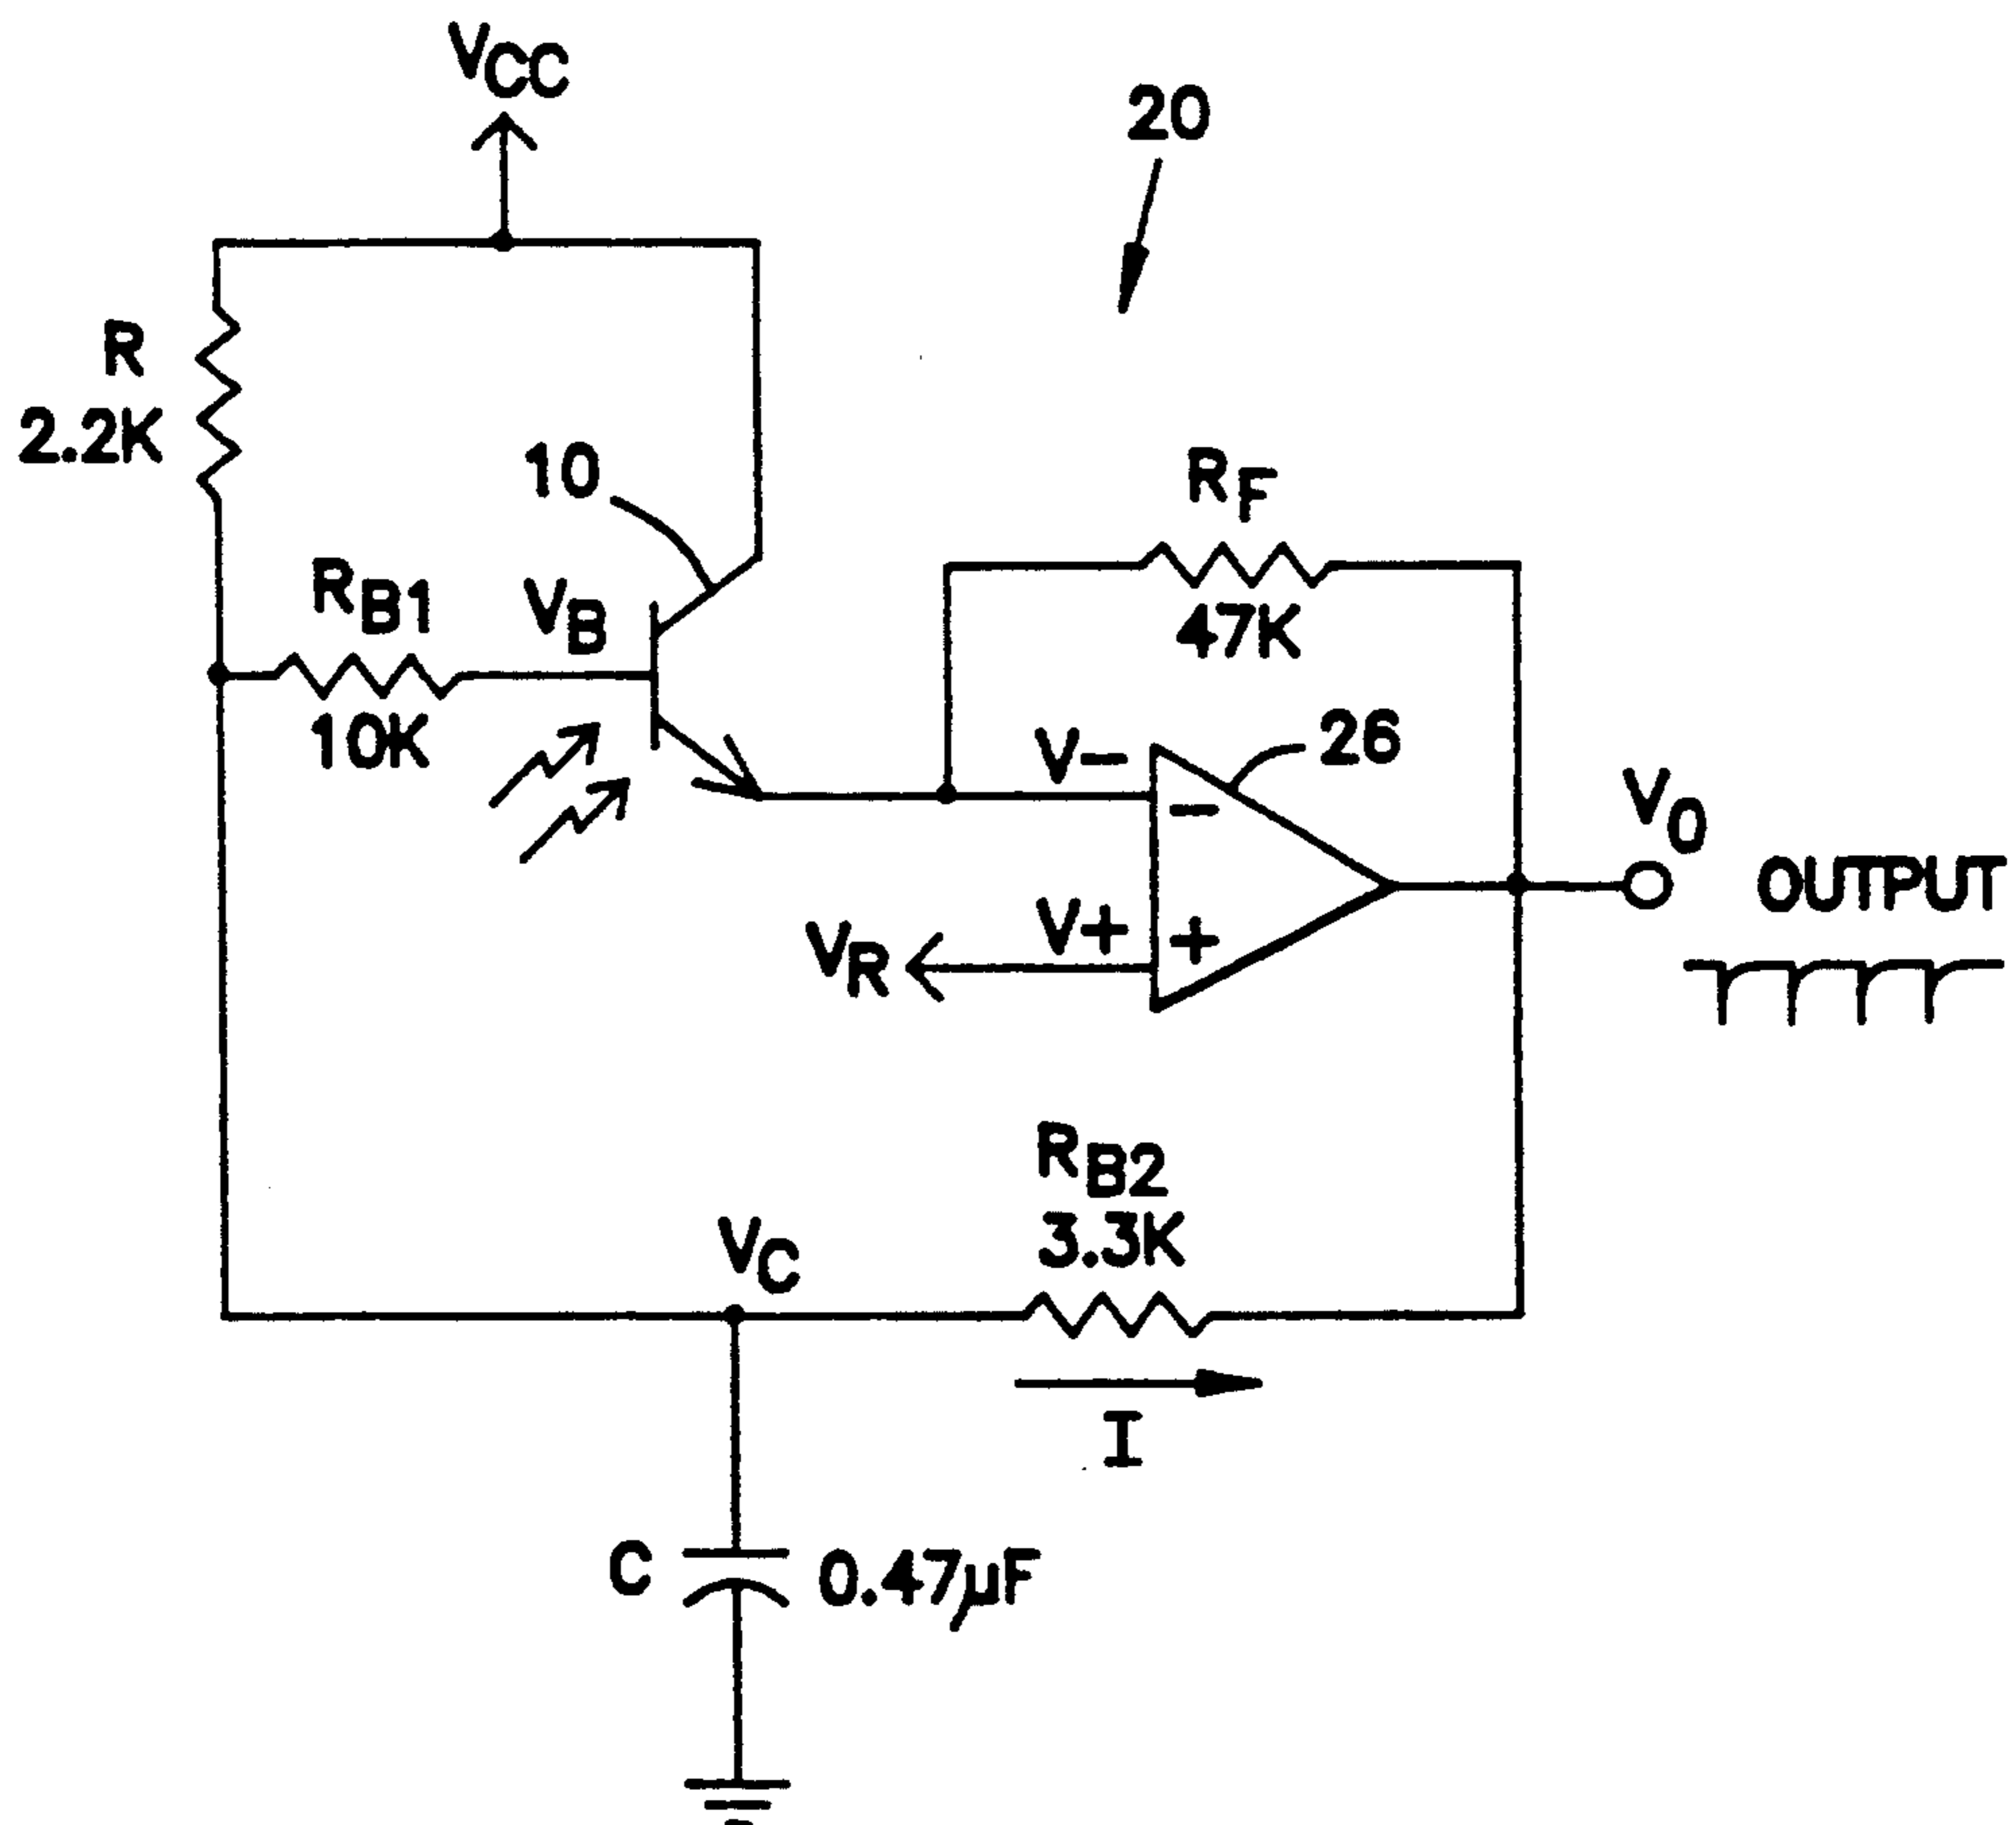 VCC
20
R
2.2K
10
RF
47K
RB1
10K
VB
V-
-
26
VO
OUTPUT
VR
V+
+
RB2
3.3K
VC
I
C
0.47µF